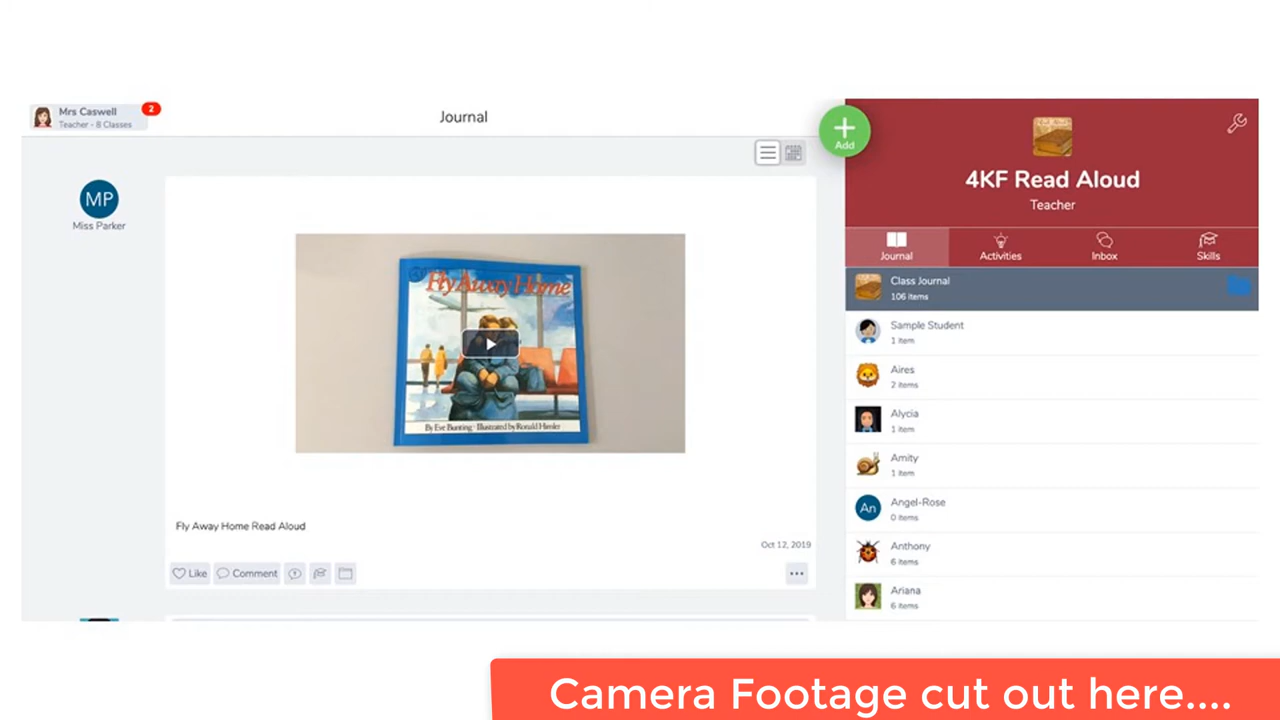 Mrs Caswell
2
Teacher - 8 Classes
Journal
Add
MP
Miss Parker
Fly Away Home
By Eve Bunting · Illustrated by Ronald Himler
Fly Away Home Read Aloud
Oct 12, 2019
Like
Comment
4KF Read Aloud
Teacher
Journal
Activities
Inbox
Skills
Class Journal
106 items
Sample Student
1 item
Aires
2 items
Alycia
1 item
Amity
1 item
An
Angel-Rose
0 items
Anthony
6 items
Ariana
6 items
Camera Footage cut out here....